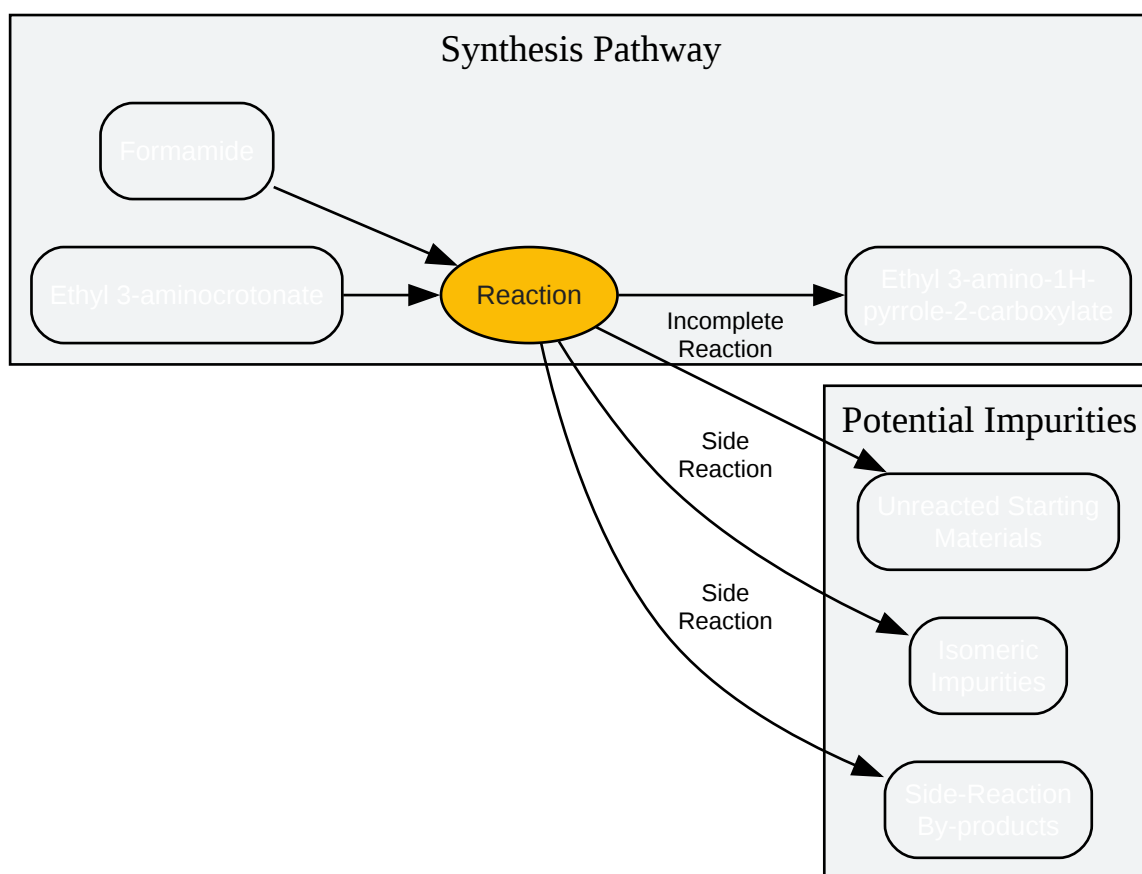 Synthesis Pathway
Formamide
Ethyl 3-aminocrotonate
Reaction
Ethyl 3-amino-1H-
pyrrole-2-carboxylate
Incomplete
Reaction
Potential Impurities
Side
Reaction
Unreacted Starting
Materials
Side
Reaction
Isomeric
Impurities
Side-Reaction
By-products